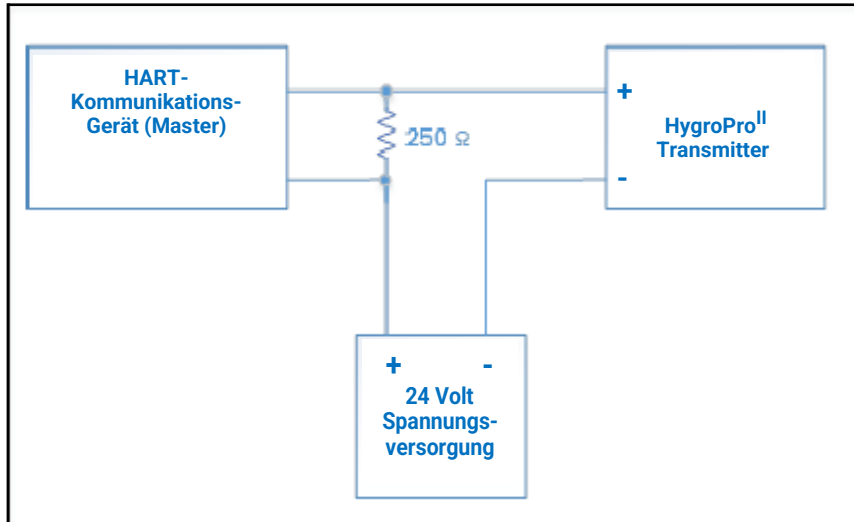 HART-
Kommunikations-
Gerät (Master)
250 Ω
+
HygroPro^II
Transmitter
-
+ -
24 Volt
Spannungs-
versorgung